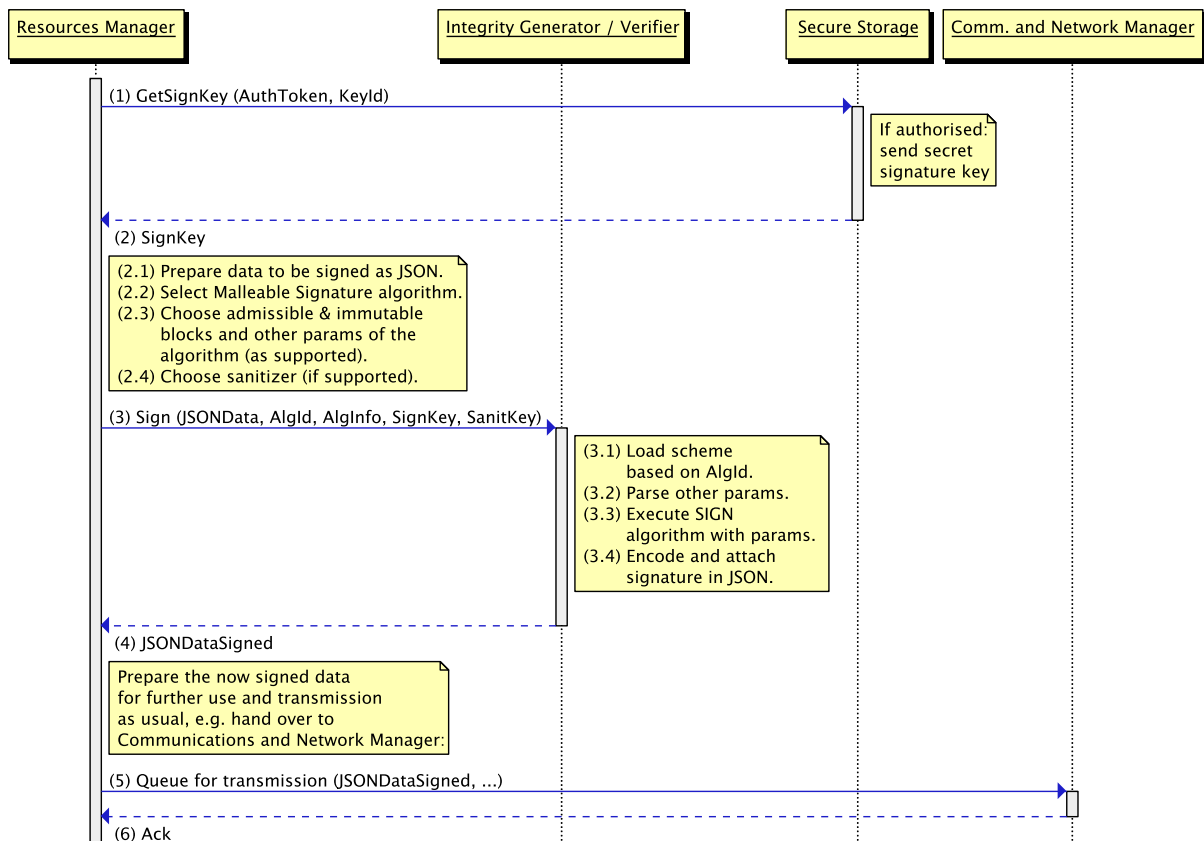 Resources Manager
Integrity Generator / Verifier
Secure Storage
Comm. and Network Manager
(1) GetSignKey (AuthToken, KeyId)
If authorised:
send secret
signature key
(2) SignKey
(2.1) Prepare data to be signed as JSON.
(2.2) Select Malleable Signature algorithm.
(2.3) Choose admissible & immutable
blocks and other params of the
algorithm (as supported).
(2.4) Choose sanitizer (if supported).
(3) Sign (JSONData, AlgId, AlgInfo, SignKey, SanitKey)
(3.1) Load scheme
based on AlgId.
(3.2) Parse other params.
(3.3) Execute SIGN
algorithm with params.
(3.4) Encode and attach
signature in JSON.
(4) JSONDataSigned
Prepare the now signed data
for further use and transmission
as usual, e.g. hand over to
Communications and Network Manager:
(5) Queue for transmission (JSONDataSigned, ...)
(6) Ack